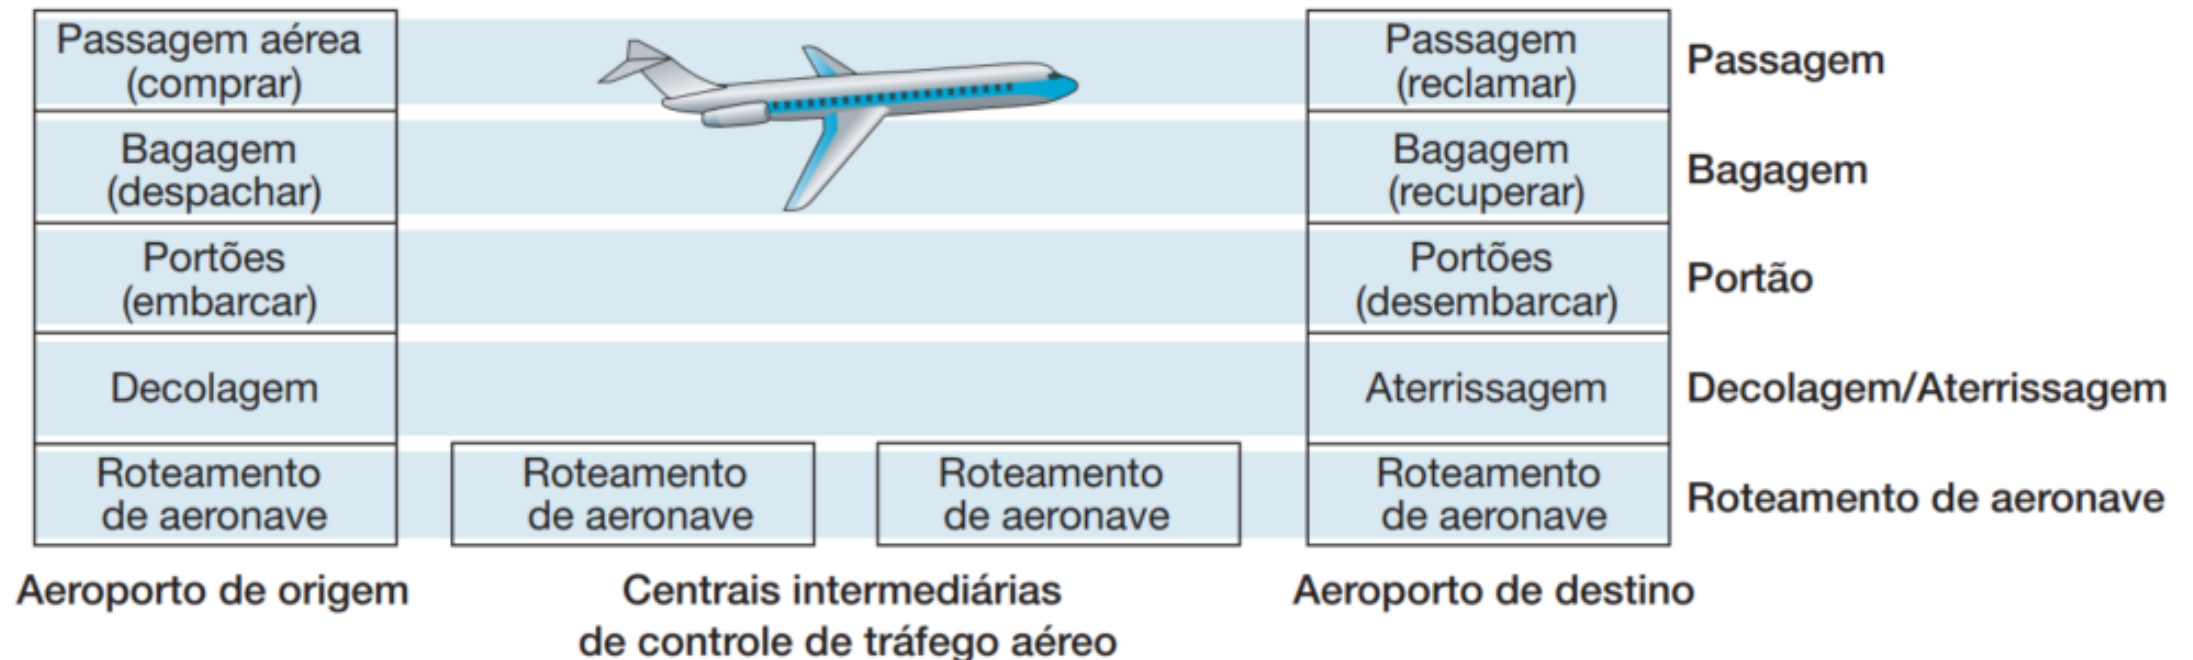 Passagem aérea
(comprar)
Passagem
(reclamar)
Passagem
Bagagem
(despachar)
Bagagem
(recuperar)
Bagagem
Portões
(embarcar)
Portões
(desembarcar)
Portão
Decolagem
Aterrissagem
Decolagem/Aterrissagem
Roteamento
de aeronave
Roteamento
de aeronave
Roteamento
de aeronave
Roteamento
de aeronave
Roteamento de aeronave
Aeroporto de origem
Centrais intermediárias
de controle de tráfego aéreo
Aeroporto de destino